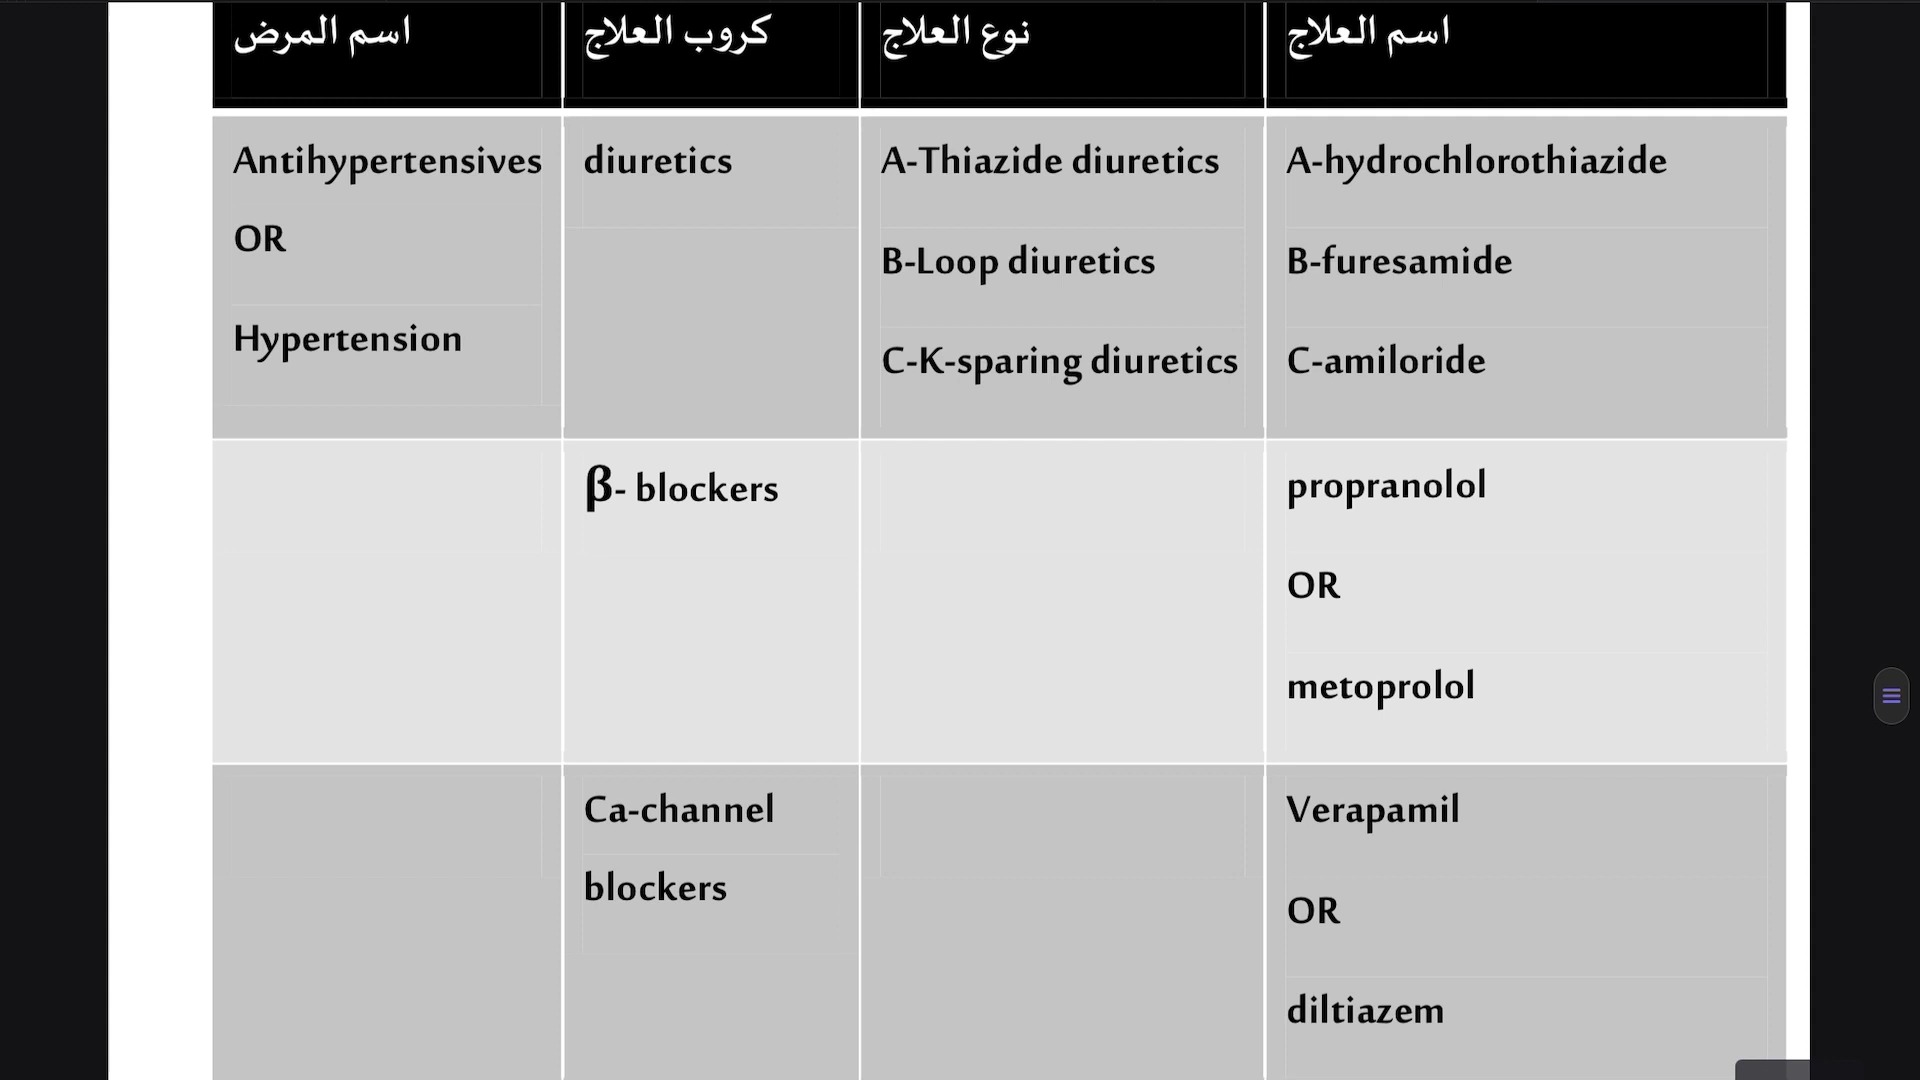 اسم المرض
كروب العلاج
نوع العلاج
اسم العلاج
Antihypertensives
OR
Hypertension
diuretics
A-Thiazide diuretics
B-Loop diuretics
C-K-sparing diuretics
A-hydrochlorothiazide
B-furesamide
C-amiloride
β- blockers
propranolol
OR
metoprolol
Ca-channel
blockers
Verapamil
OR
diltiazem